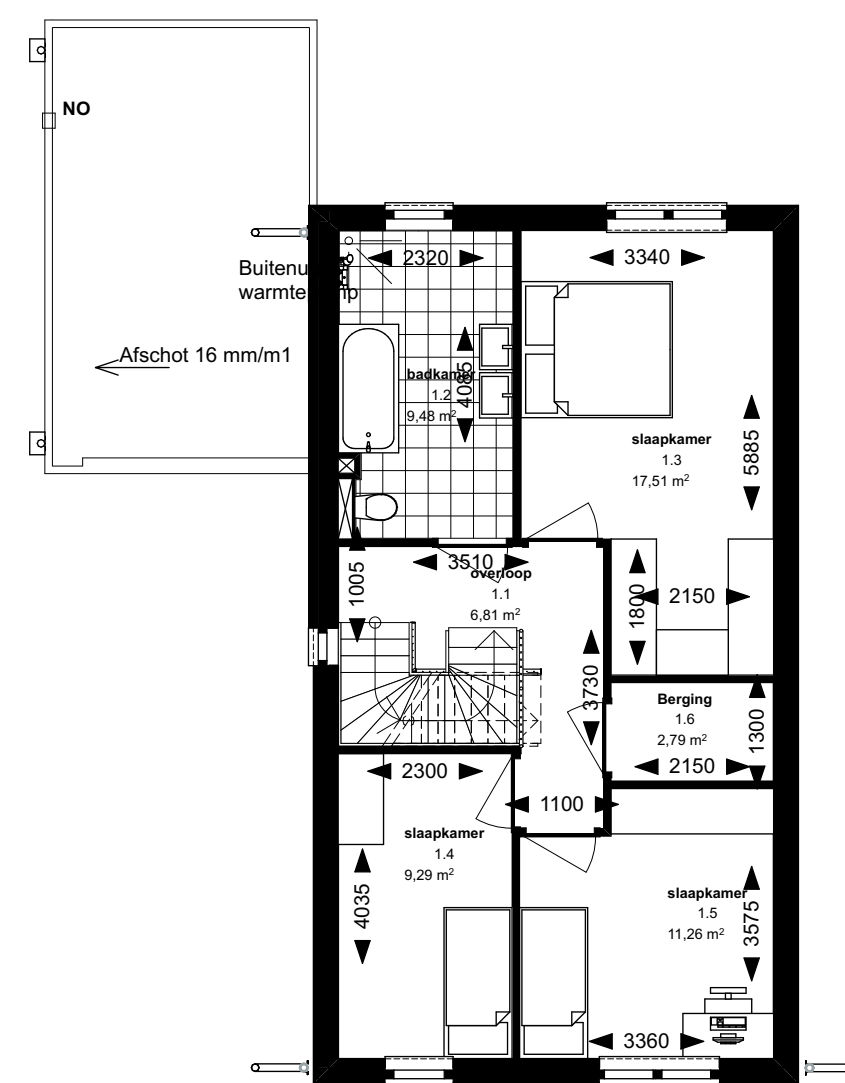 NO
2320
3340
Buitenu
warmte mp
Afschot 16 mm/m1
badkamer
1.2
9,48 m²
4085
slaapkamer
1.3
17,51 m²
5885
3510
overloop
1.1
6,81 m²
1005
1800
2150
3730
Berging
1.6
2,79 m²
1300
2150
2300
1100
slaapkamer
1.4
9,29 m²
4035
slaapkamer
1.5
11,26 m²
3575
3360